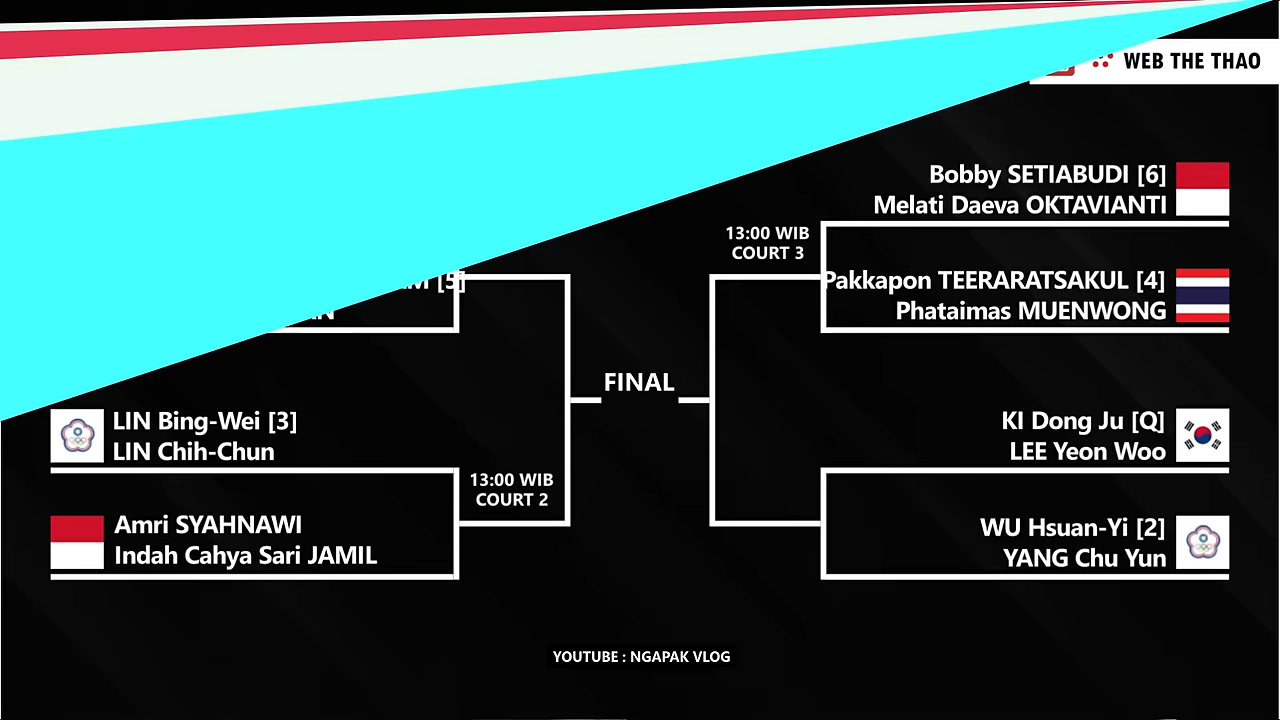 WEB THE THAO
Bobby SETIABUDI [6]
Melati Daeva OKTAVIANTI
13:00 WIB
COURT 3
[5]
Pakkapon TEERARATSAKUL [4]
Phataimas MUENWONG
FINAL
LIN Bing-Wei [3]
LIN Chih-Chun
KI Dong Ju [Q]
LEE Yeon Woo
13:00 WIB
COURT 2
Amri SYAHNAWI
Indah Cahya Sari JAMIL
WU Hsuan-Yi [2]
YANG Chu Yun
YOUTUBE : NGAPAK VLOG